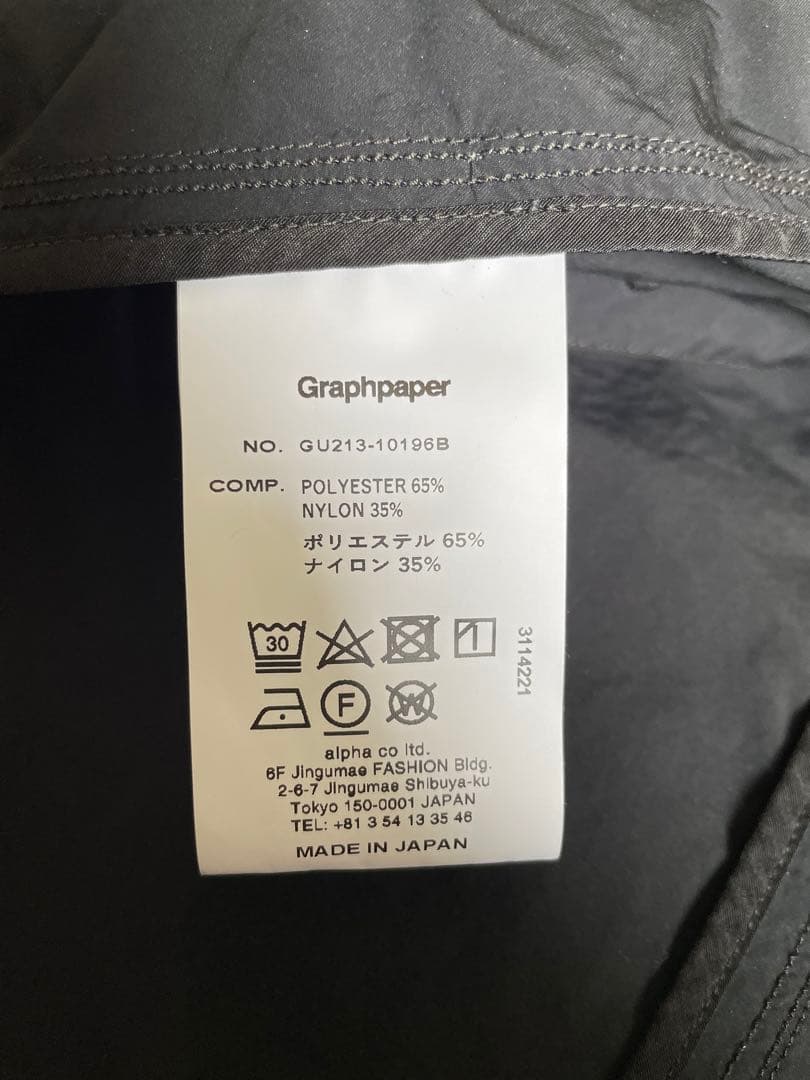 Graphpaper
NO. GU213-10196B
COMP. POLYESTER 65%
NYLON 35%
ポリエステル 65%
ナイロン 35%
30
3114221
F
W
alpha co ltd.
6F Jingumae FASHION Bldg.
2-6-7 Jingumae Shibuya-ku
Tokyo 150-0001 JAPAN
TEL: +81 3 54 13 35 46
MADE IN JAPAN